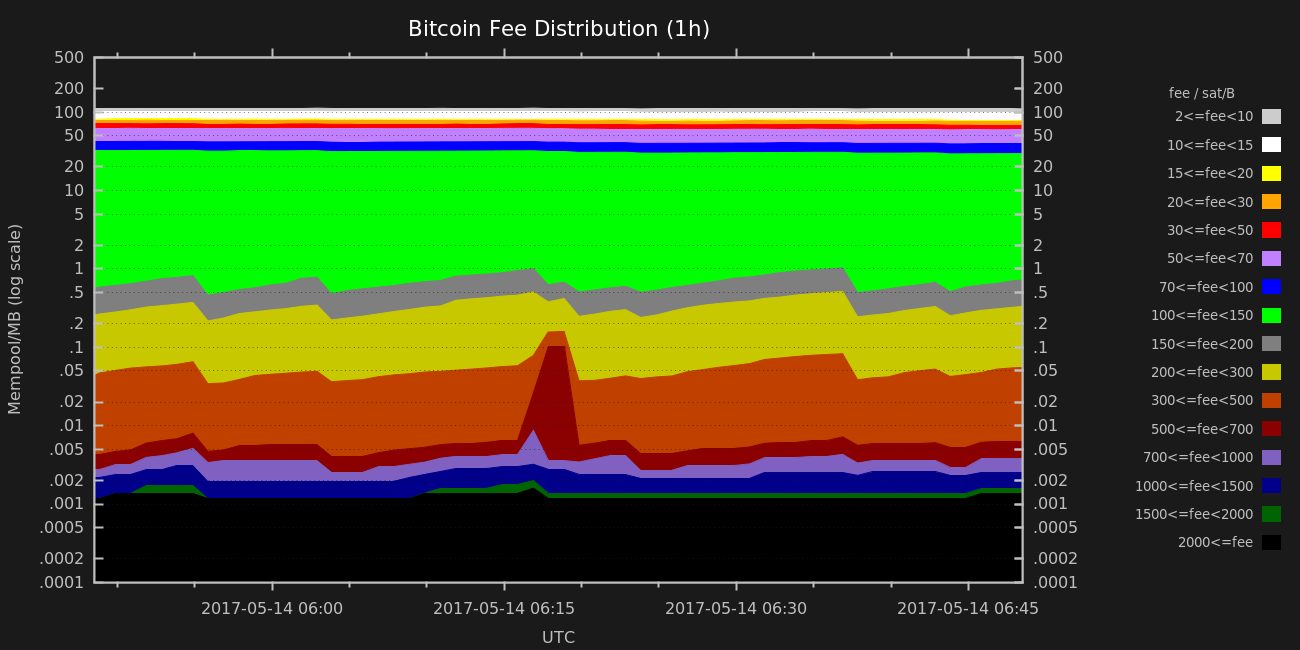 Bitcoin Fee Distribution (1h)
500 500
200 200
100 100
50 50
20 20
10 10
5 5
2 2
1 1
.5 .5
.2 .2
.1 .1
.05 .05
.02 .02
.01 .01
.005 .005
.002 .002
.001 .001
.0005 .0005
.0002 .0002
.0001 .0001
Mempool/MB (log scale)
2017-05-14 06:00 2017-05-14 06:15 2017-05-14 06:30 2017-05-14 06:45
UTC
fee / sat/B
2<=fee<10
10<=fee<15
15<=fee<20
20<=fee<30
30<=fee<50
50<=fee<70
70<=fee<100
100<=fee<150
150<=fee<200
200<=fee<300
300<=fee<500
500<=fee<700
700<=fee<1000
1000<=fee<1500
1500<=fee<2000
2000<=fee